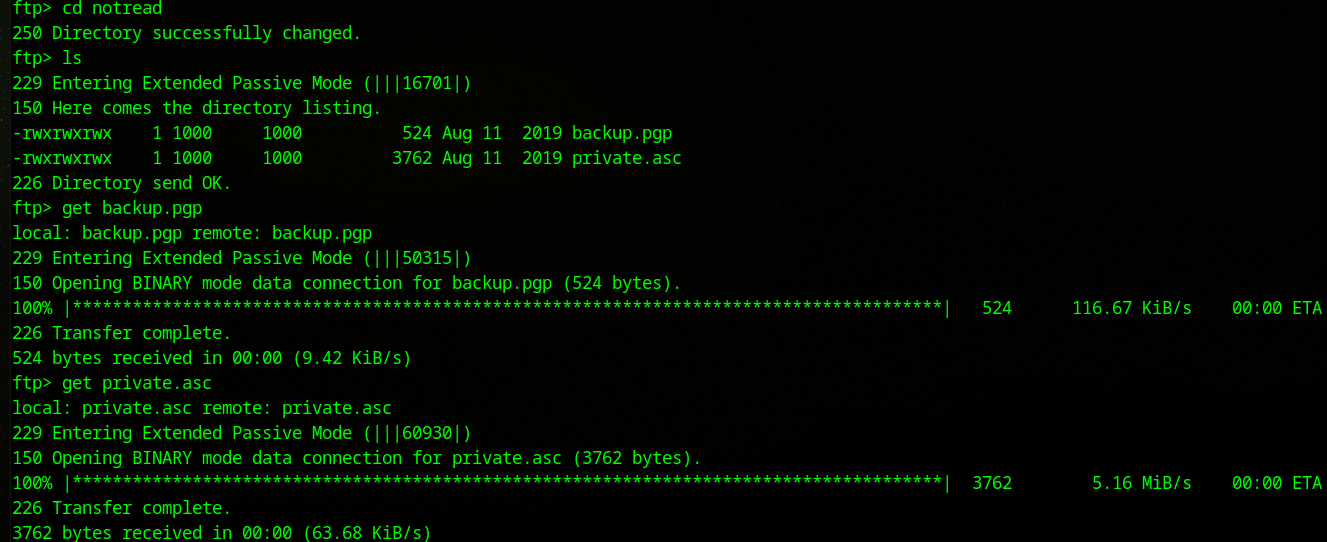 ftp> cd notread
250 Directory successfully changed.
ftp> ls
229 Entering Extended Passive Mode (|||16701|)
150 Here comes the directory listing.
-rwxrwxrwx    1 1000     1000          524 Aug 11  2019 backup.pgp
-rwxrwxrwx    1 1000     1000         3762 Aug 11  2019 private.asc
226 Directory send OK.
ftp> get backup.pgp
local: backup.pgp remote: backup.pgp
229 Entering Extended Passive Mode (|||50315|)
150 Opening BINARY mode data connection for backup.pgp (524 bytes).
100% |***************************************************************************************|   524      116.67 KiB/s    00:00 ETA
226 Transfer complete.
524 bytes received in 00:00 (9.42 KiB/s)
ftp> get private.asc
local: private.asc remote: private.asc
229 Entering Extended Passive Mode (|||60930|)
150 Opening BINARY mode data connection for private.asc (3762 bytes).
100% |***************************************************************************************|  3762        5.16 MiB/s    00:00 ETA
226 Transfer complete.
3762 bytes received in 00:00 (63.68 KiB/s)